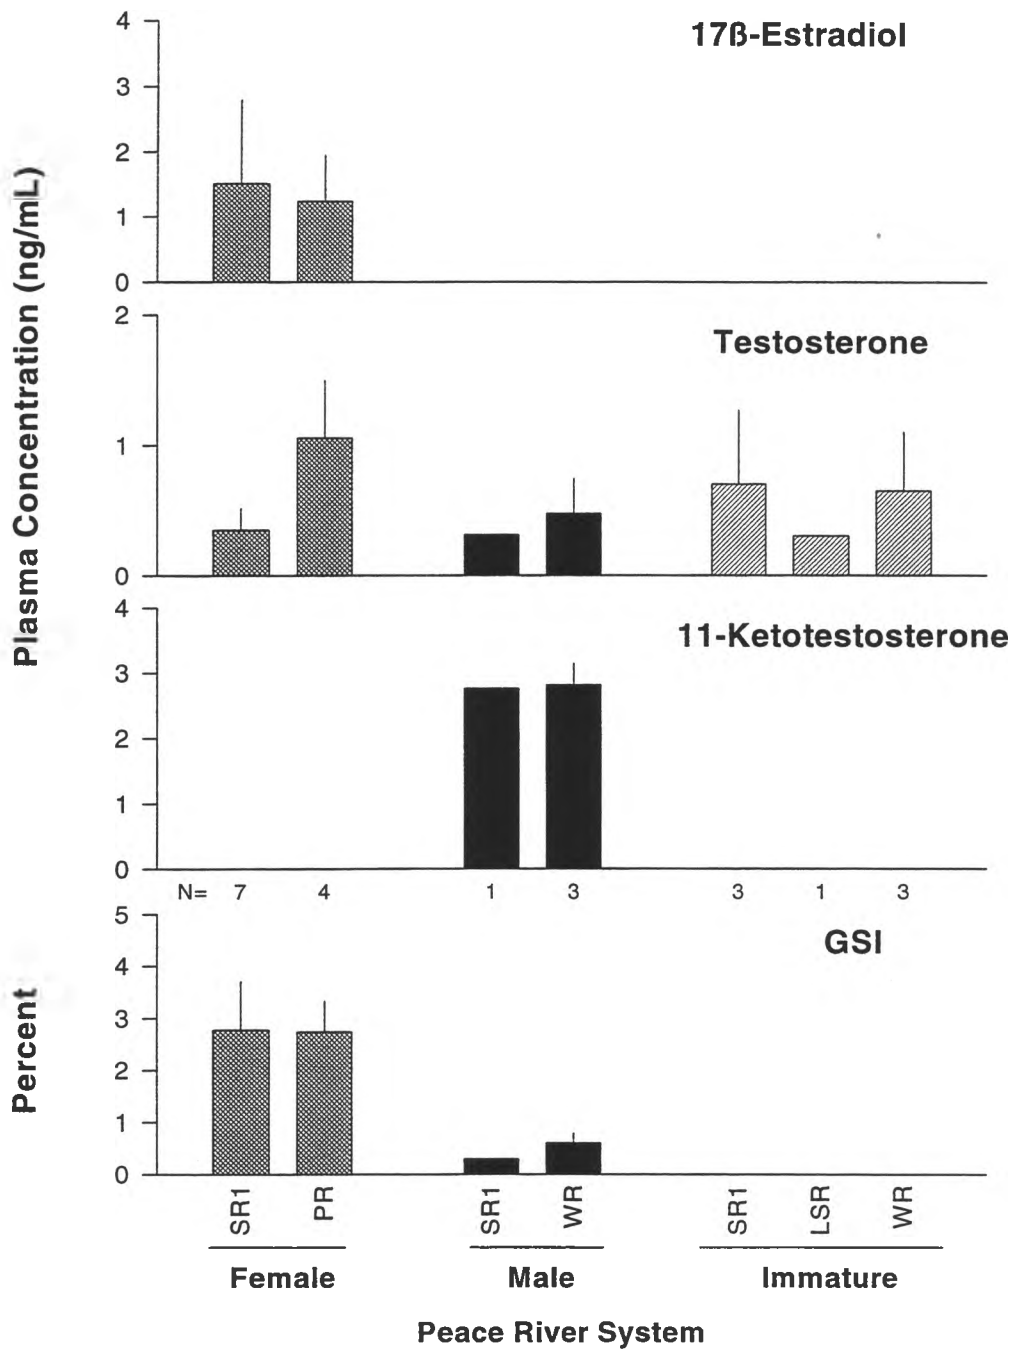 17ß-Estradiol
4
3
2
1
0
Plasma Concentration (ng/mL)
Testosterone
2
1
0
11-Ketotestosterone
4
3
2
1
0
N= 7 4 1 3 3 1 3
GSI
5
4
3
2
1
0
Percent
SR1 PR SR1 WR SR1 LSR WR
Female Male Immature
Peace River System